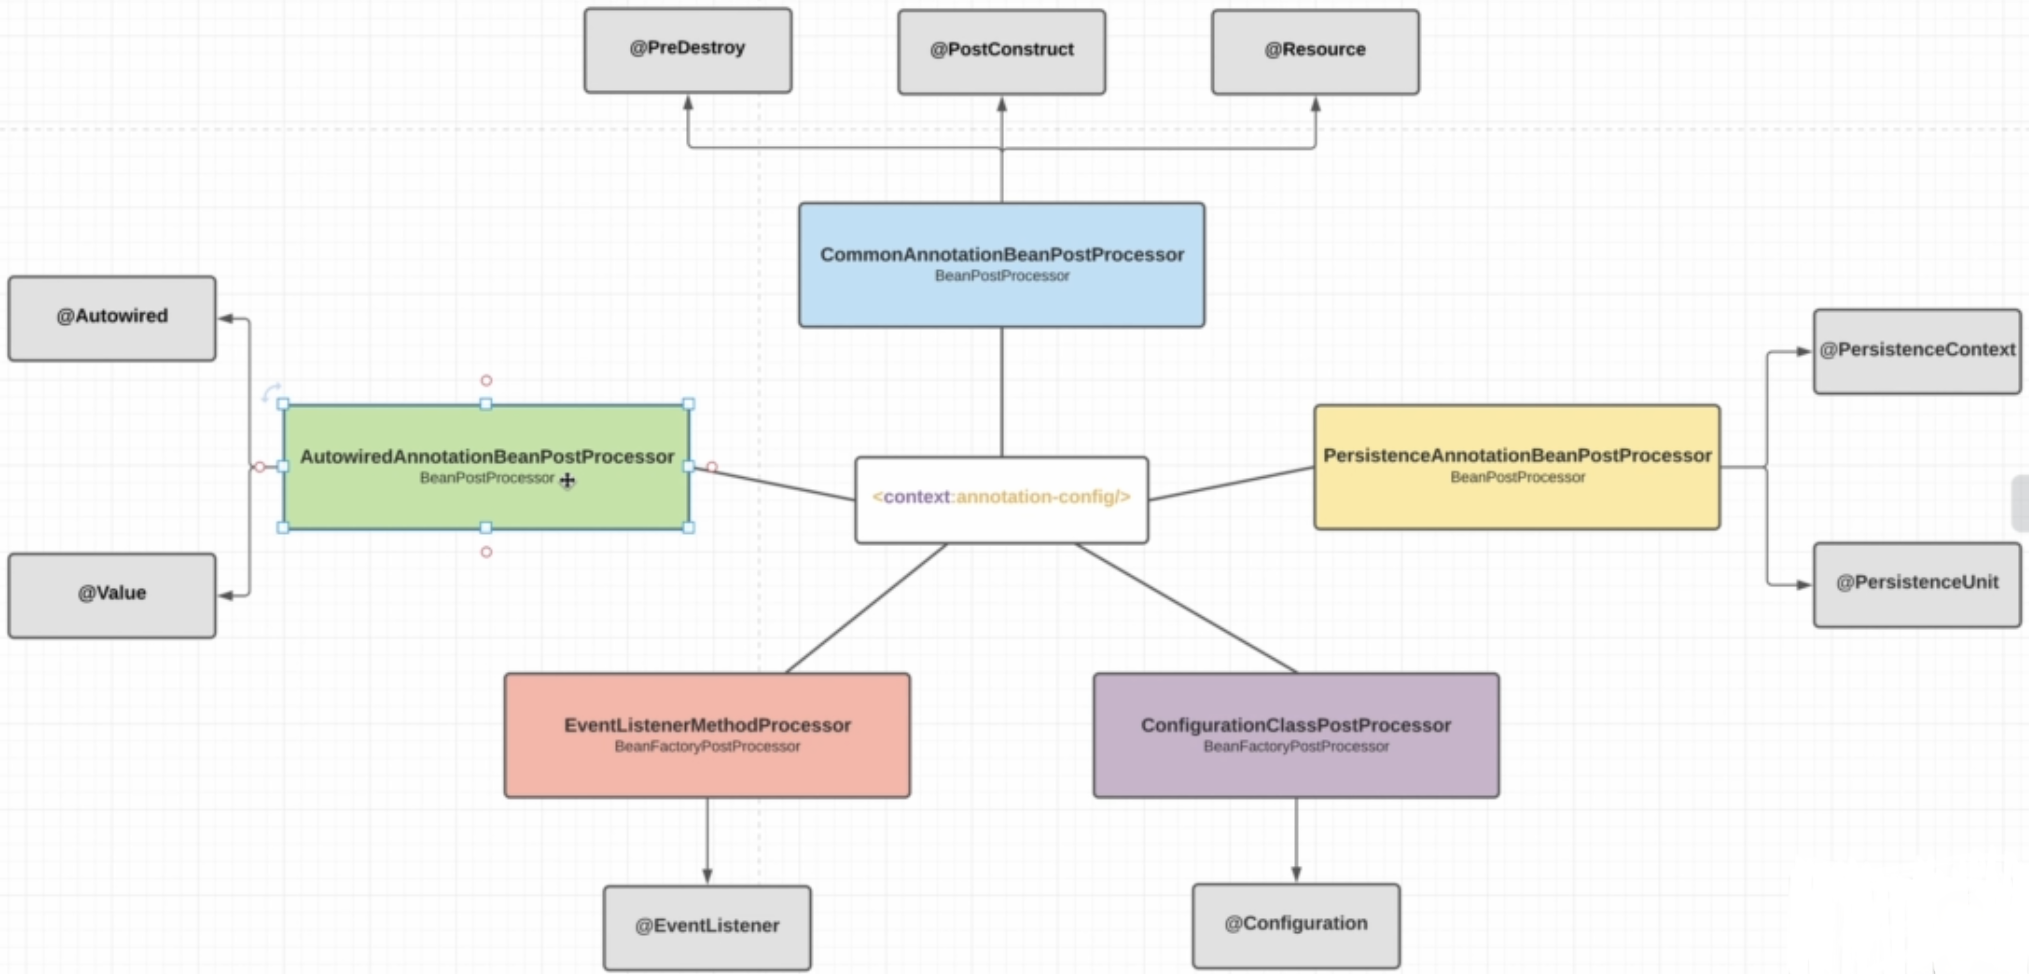 @PreDestroy
@PostConstruct
@Resource
CommonAnnotationBeanPostProcessor
BeanPostProcessor
@Autowired
@PersistenceContext
AutowiredAnnotationBeanPostProcessor
BeanPostProcessor
<context:annotation-config/>
PersistenceAnnotationBeanPostProcessor
BeanPostProcessor
@Value
@PersistenceUnit
EventListenerMethodProcessor
BeanFactoryPostProcessor
ConfigurationClassPostProcessor
BeanFactoryPostProcessor
@EventListener
@Configuration